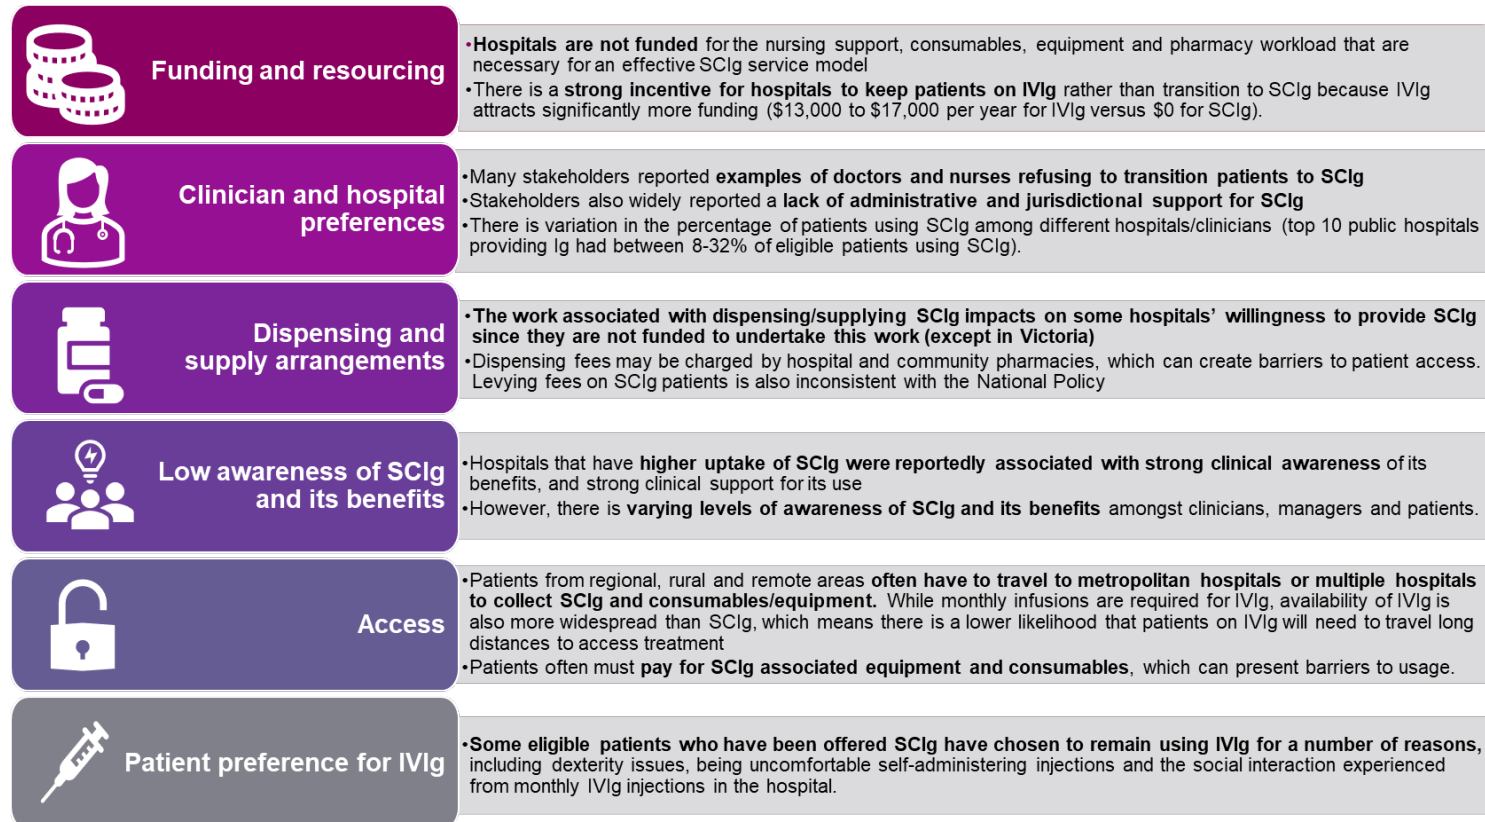 Funding and resourcing
•Hospitals are not funded for the nursing support, consumables, equipment and pharmacy workload that are
necessary for an effective SCIg service model
•There is a strong incentive for hospitals to keep patients on IVIg rather than transition to SCIg because IVIg
attracts significantly more funding ($13,000 to $17,000 per year for IVIg versus $0 for SCIg).
Clinician and hospital
preferences
•Many stakeholders reported examples of doctors and nurses refusing to transition patients to SCIg
•Stakeholders also widely reported a lack of administrative and jurisdictional support for SCIg
•There is variation in the percentage of patients using SCIg among different hospitals/clinicians (top 10 public hospitals
providing Ig had between 8-32% of eligible patients using SCIg).
Dispensing and
supply arrangements
•The work associated with dispensing/supplying SCIg impacts on some hospitals’ willingness to provide SCIg
since they are not funded to undertake this work (except in Victoria)
•Dispensing fees may be charged by hospital and community pharmacies, which can create barriers to patient access.
Levying fees on SCIg patients is also inconsistent with the National Policy
Low awareness of SCIg
and its benefits
•Hospitals that have higher uptake of SCIg were reportedly associated with strong clinical awareness of its
benefits, and strong clinical support for its use
•However, there is varying levels of awareness of SCIg and its benefits amongst clinicians, managers and patients.
Access
•Patients from regional, rural and remote areas often have to travel to metropolitan hospitals or multiple hospitals
to collect SCIg and consumables/equipment. While monthly infusions are required for IVIg, availability of IVIg is
also more widespread than SCIg, which means there is a lower likelihood that patients on IVIg will need to travel long
distances to access treatment
•Patients often must pay for SCIg associated equipment and consumables, which can present barriers to usage.
Patient preference for IVIg
•Some eligible patients who have been offered SCIg have chosen to remain using IVIg for a number of reasons,
including dexterity issues, being uncomfortable self-administering injections and the social interaction experienced
from monthly IVIg injections in the hospital.